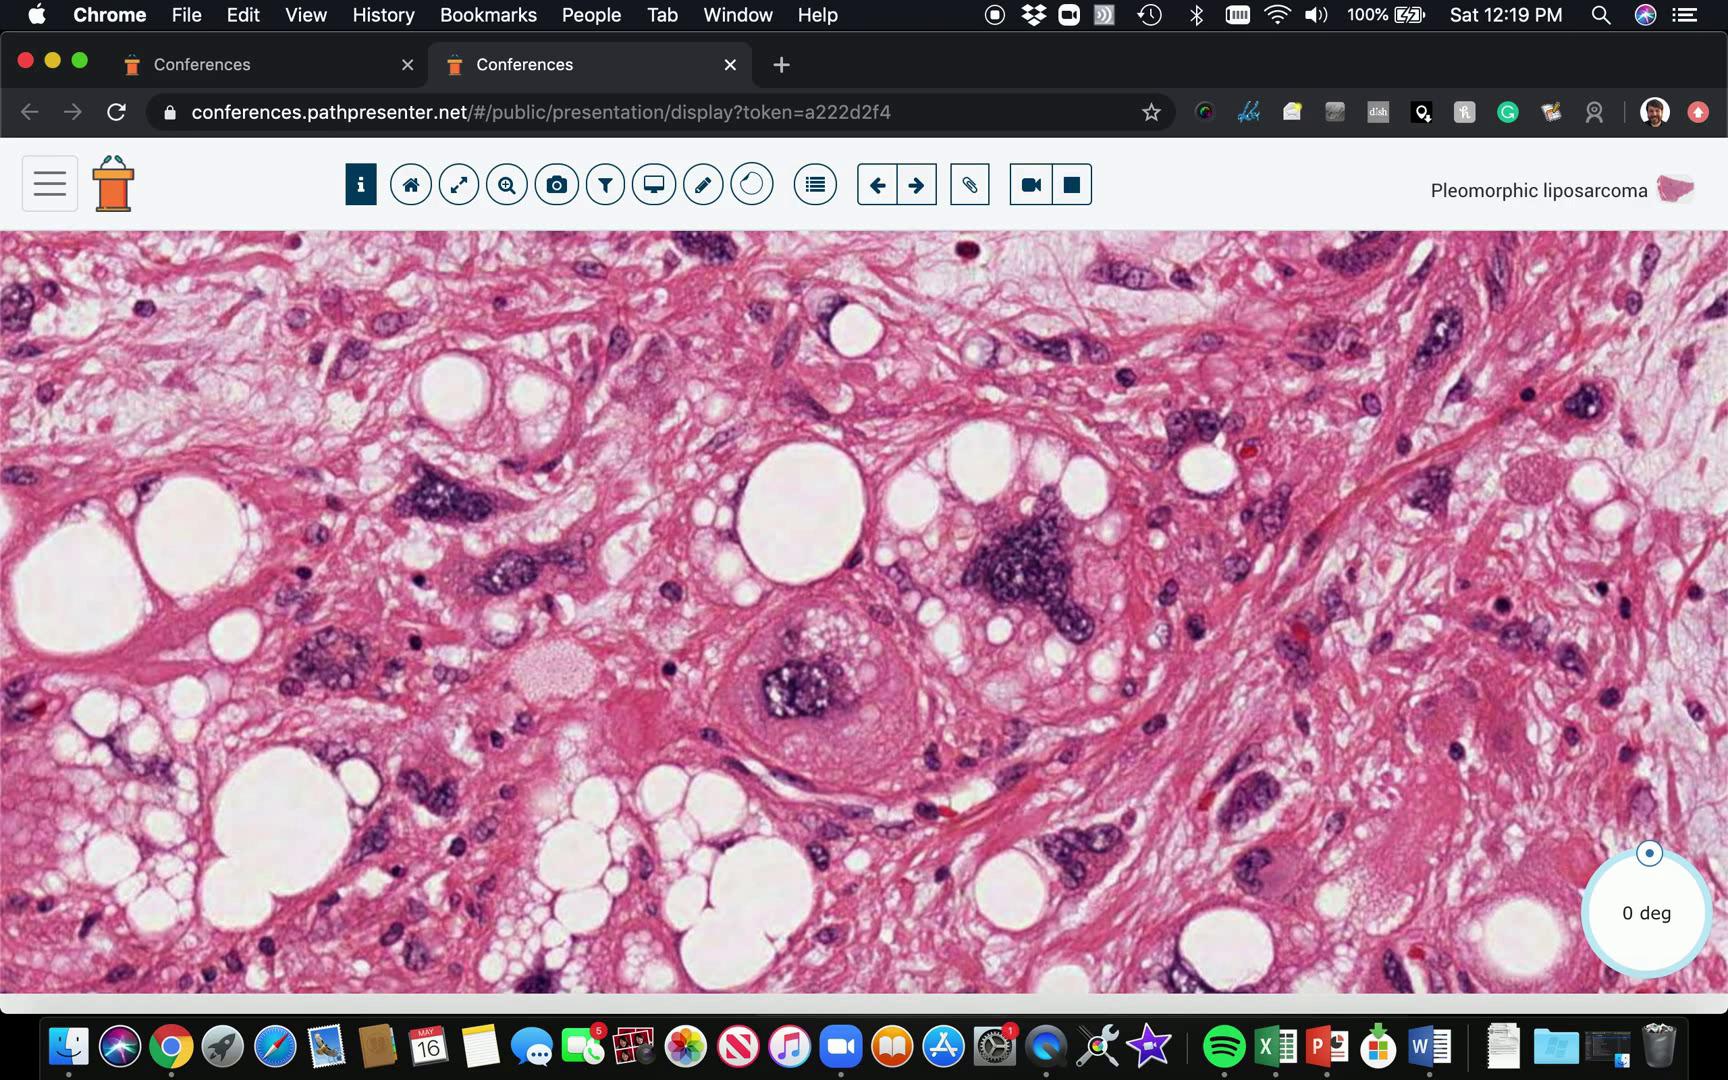 Chrome File Edit View History Bookmarks People Tab Window Help 100% Sat 12:19 PM
Conferences Conferences
conferences.pathpresenter.net/#/public/presentation/display?token=a222d2f4
dish
h
G
i
Pleomorphic liposarcoma
0 deg
MAY
16
5
1
X
P
W